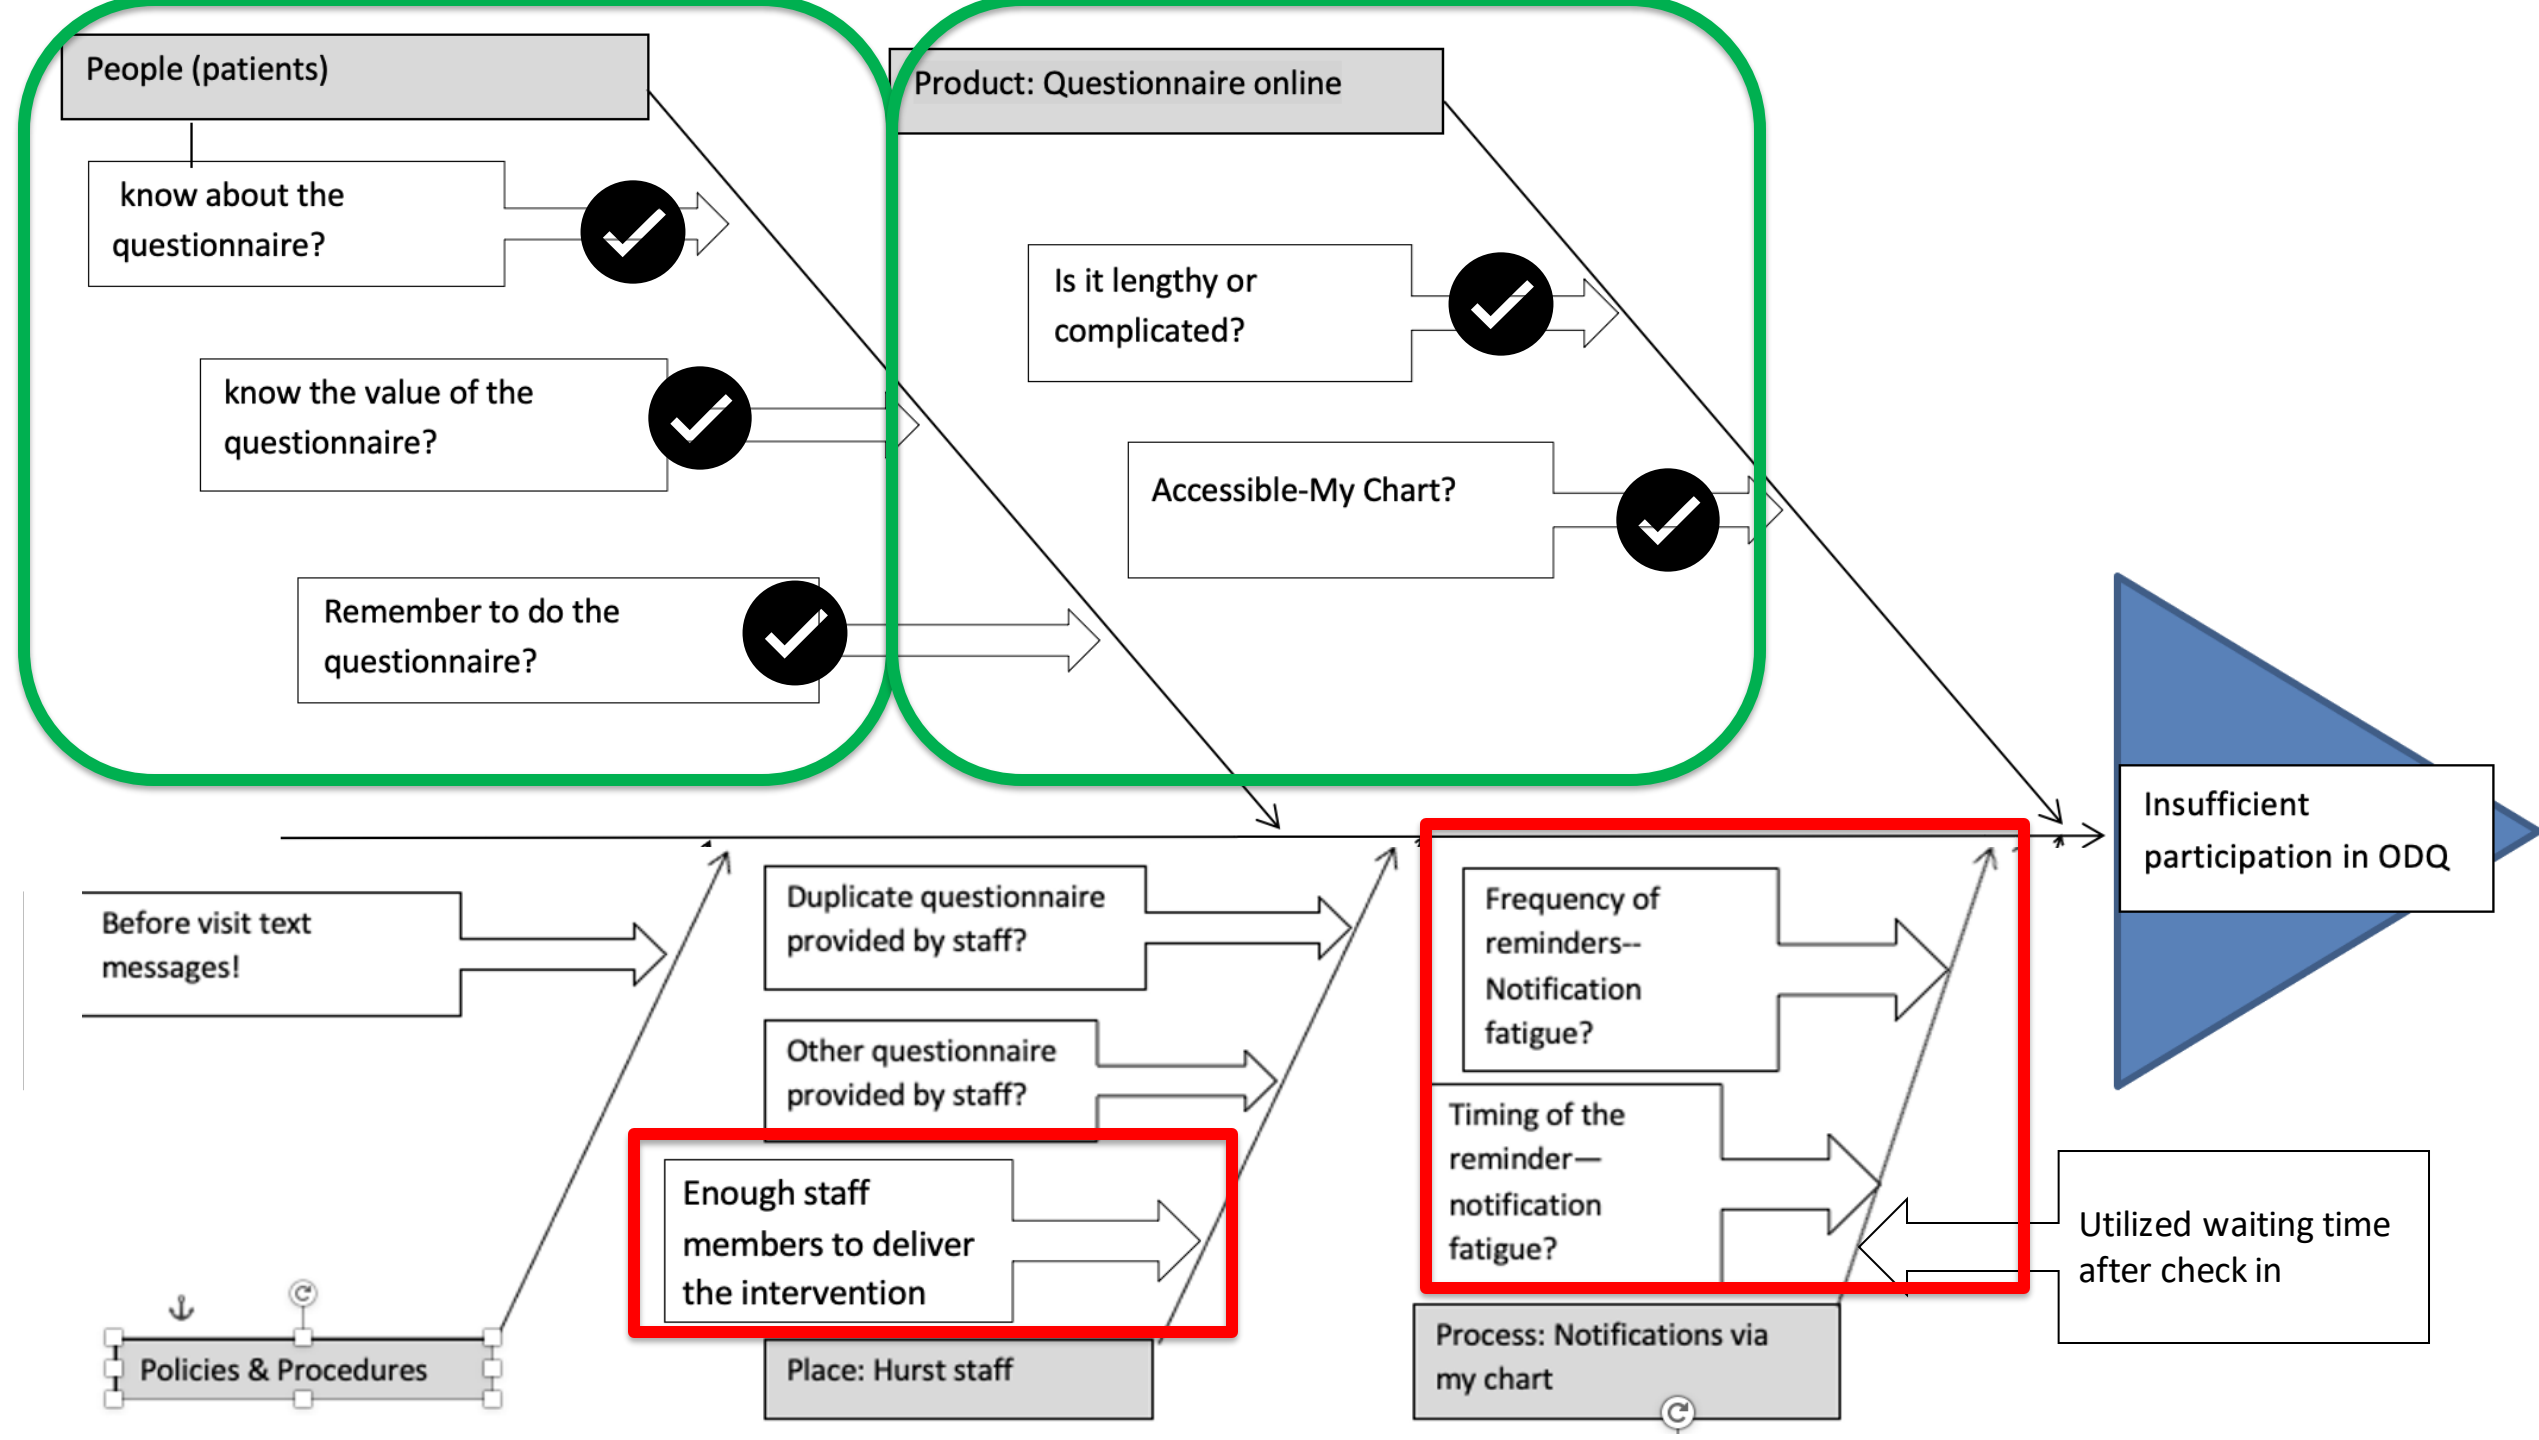 People (patients)
know about the
questionnaire?
know the value of the
questionnaire?
Remember to do the
questionnaire?
Product: Questionnaire online
Is it lengthy or
complicated?
Accessible-My Chart?
Insufficient
participation in ODQ
Before visit text
messages!
Policies & Procedures
Duplicate questionnaire
provided by staff?
Other questionnaire
provided by staff?
Enough staff
members to deliver
the intervention
Place: Hurst staff
Frequency of
reminders--
Notification
fatigue?
Timing of the
reminder—
notification
fatigue?
Process: Notifications via
my chart
Utilized waiting time
after check in